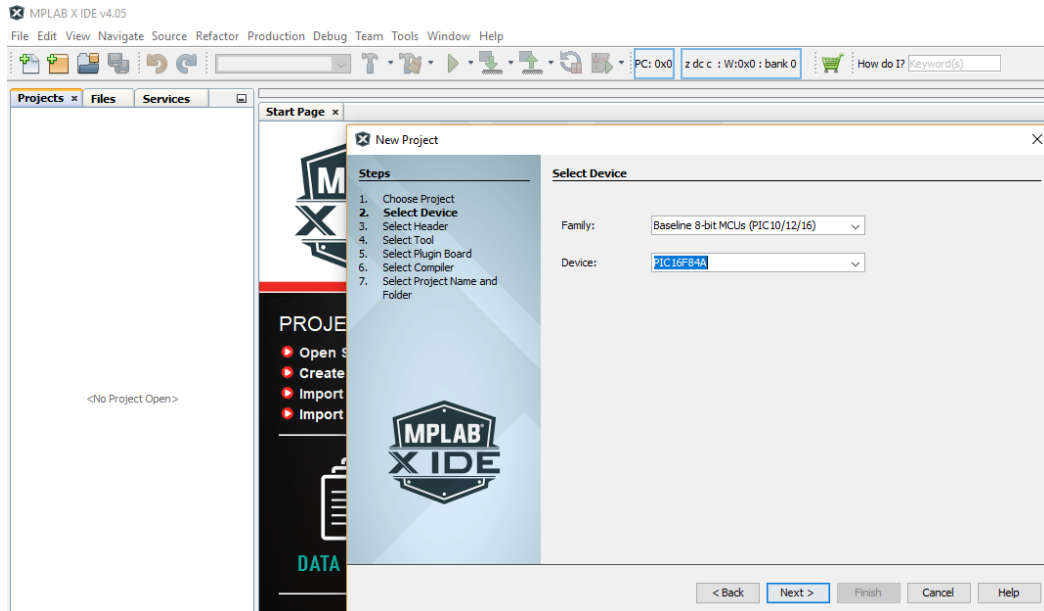 MPLAB X IDE v4.05
File Edit View Navigate Source Refactor Production Debug Team Tools Window Help
PC: 0x0 z dc c : W:0x0 : bank 0 How do I? Keyword(s)
Projects × Files Services
Start Page ×
New Project
Steps
1. Choose Project
2. Select Device
3. Select Header
4. Select Tool
5. Select Plugin Board
6. Select Compiler
7. Select Project Name and
Folder
MPLAB
X IDE
Select Device
Family: Baseline 8-bit MCUs (PIC10/12/16)
Device: PIC16F84A
< Back Next > Finish Cancel Help
<No Project Open>
M
X
PROJE
Open S
Create
Import
Import
DATA